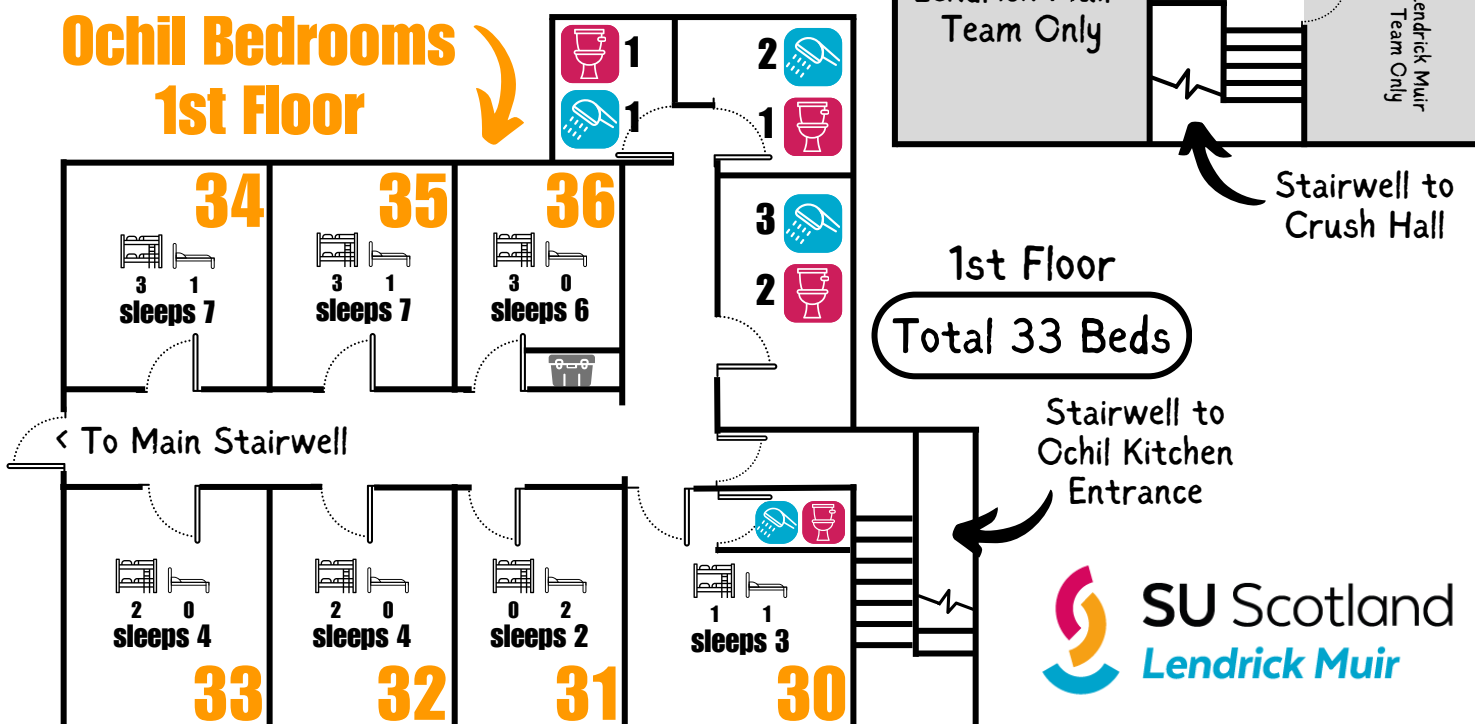 Ochil Bedrooms
1st Floor
1
1
2
1
3
2
Team Only
Lendrick Muir
Team Only
Stairwell to
Crush Hall
34
3 1
sleeps 7
35
3 1
sleeps 7
36
3 0
sleeps 6
1st Floor
Total 33 Beds
< To Main Stairwell
Stairwell to
Ochil Kitchen
Entrance
2 0
sleeps 4
33
2 0
sleeps 4
32
0 2
sleeps 2
31
1 1
sleeps 3
30
SU Scotland
Lendrick Muir